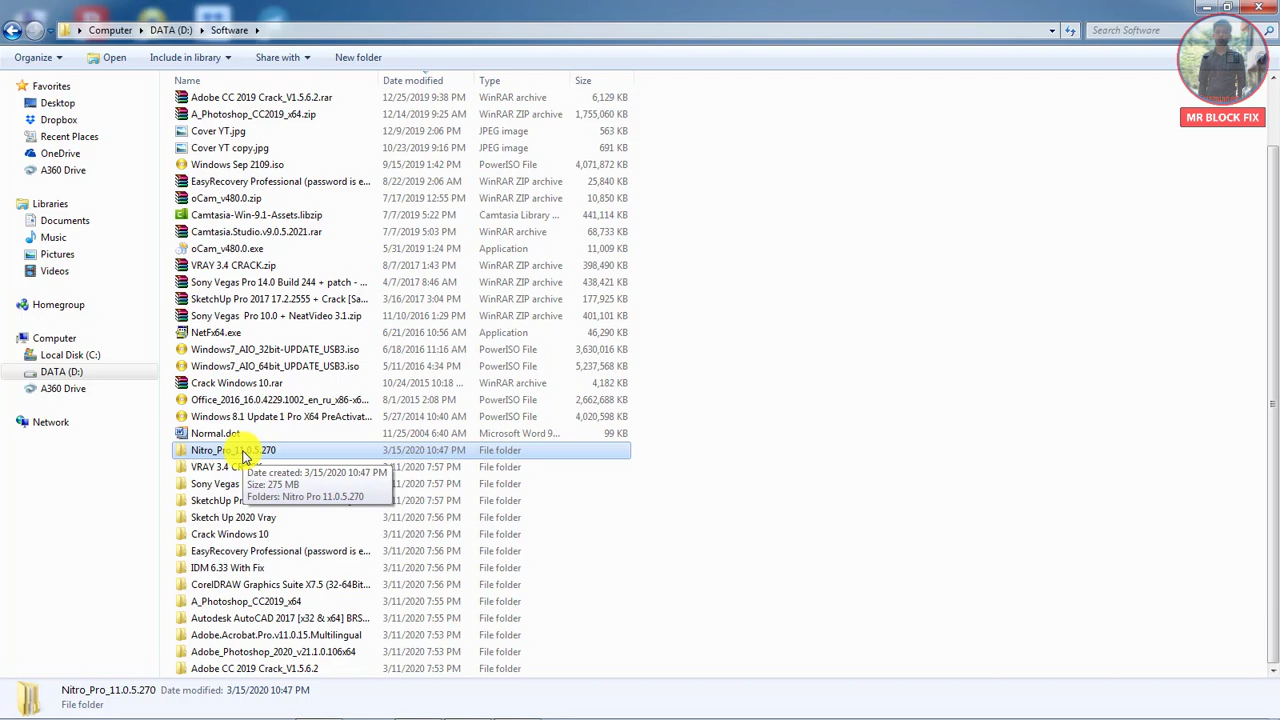 Computer DATA (D:) Software Search Software
Organize Open Include in library Share with New folder
MR BLOCK FIX
Favorites
Desktop
Dropbox
Recent Places
OneDrive
A360 Drive
Libraries
Documents
Music
Pictures
Videos
Homegroup
Computer
Local Disk (C:)
DATA (D:)
A360 Drive
Network
Name Date modified Type Size
Adobe CC 2019 Crack_V1.5.6.2.rar 12/25/2019 9:38 PM WinRAR archive 6,129 KB
A_Photoshop_CC2019_x64.zip 12/14/2019 9:25 AM WinRAR ZIP archive 1,755,060 KB
Cover YT.jpg 12/9/2019 2:06 PM JPEG image 563 KB
Cover YT copy.jpg 10/23/2019 9:16 PM JPEG image 691 KB
Windows Sep 2109.iso 9/15/2019 1:42 PM PowerISO File 4,071,872 KB
EasyRecovery Professional (password is e... 8/22/2019 2:06 AM WinRAR ZIP archive 25,840 KB
oCam_v480.0.zip 7/17/2019 12:55 PM WinRAR ZIP archive 10,850 KB
Camtasia-Win-9.1-Assets.libzip 7/7/2019 5:22 PM Camtasia Library ... 441,114 KB
Camtasia.Studio.v9.0.5.2021.rar 7/7/2019 5:03 PM WinRAR archive 68,733 KB
oCam_v480.0.exe 5/31/2019 1:24 PM Application 11,009 KB
VRAY 3.4 CRACK.zip 8/7/2017 1:43 PM WinRAR ZIP archive 398,490 KB
Sony Vegas Pro 14.0 Build 244 + patch - ... 4/7/2017 8:46 AM WinRAR ZIP archive 438,421 KB
SketchUp Pro 2017 17.2.2555 + Crack [Sa... 3/16/2017 3:04 PM WinRAR ZIP archive 177,925 KB
Sony Vegas Pro 10.0 + NeatVideo 3.1.zip 11/10/2016 1:29 PM WinRAR ZIP archive 401,101 KB
NetFx64.exe 6/21/2016 10:56 AM Application 46,290 KB
Windows7_AIO_32bit-UPDATE_USB3.iso 6/18/2016 11:16 AM PowerISO File 3,630,016 KB
Windows7_AIO_64bit_UPDATE_USB3.iso 5/11/2016 4:34 PM PowerISO File 5,237,568 KB
Crack Windows 10.rar 10/24/2015 10:18 ... WinRAR archive 4,182 KB
Office_2016_16.0.4229.1002_en_ru_x86-x6... 8/1/2015 2:08 PM PowerISO File 2,662,688 KB
Windows 8.1 Update 1 Pro X64 PreActivat... 5/27/2014 10:40 AM PowerISO File 4,020,598 KB
Normal.dot 11/25/2004 6:40 AM Microsoft Word 9... 99 KB
Nitro_Pro_11.0.5.270 3/15/2020 10:47 PM File folder
VRAY 3.4 3/11/2020 7:57 PM File folder
Date created: 3/15/2020 10:47 PM
Sony Vegas 3/11/2020 7:57 PM File folder
Size: 275 MB
Folders: Nitro Pro 11.0.5.270
SketchUp 3/11/2020 7:56 PM File folder
Sketch Up 2020 Vray 3/11/2020 7:56 PM File folder
Crack Windows 10 3/11/2020 7:56 PM File folder
EasyRecovery Professional (password is e... 3/11/2020 7:56 PM File folder
IDM 6.33 With Fix 3/11/2020 7:56 PM File folder
CorelDRAW Graphics Suite X7.5 (32-64Bit... 3/11/2020 7:56 PM File folder
A_Photoshop_CC2019_x64 3/11/2020 7:55 PM File folder
Autodesk AutoCAD 2017 [x32 & x64] BRS... 3/11/2020 7:55 PM File folder
Adobe.Acrobat.Pro.v11.0.15.Multilingual 3/11/2020 7:53 PM File folder
Adobe_Photoshop_2020_v21.1.0.106x64 3/11/2020 7:53 PM File folder
Adobe CC 2019 Crack_V1.5.6.2 3/11/2020 7:53 PM File folder
Nitro_Pro_11.0.5.270 Date modified: 3/15/2020 10:47 PM
File folder